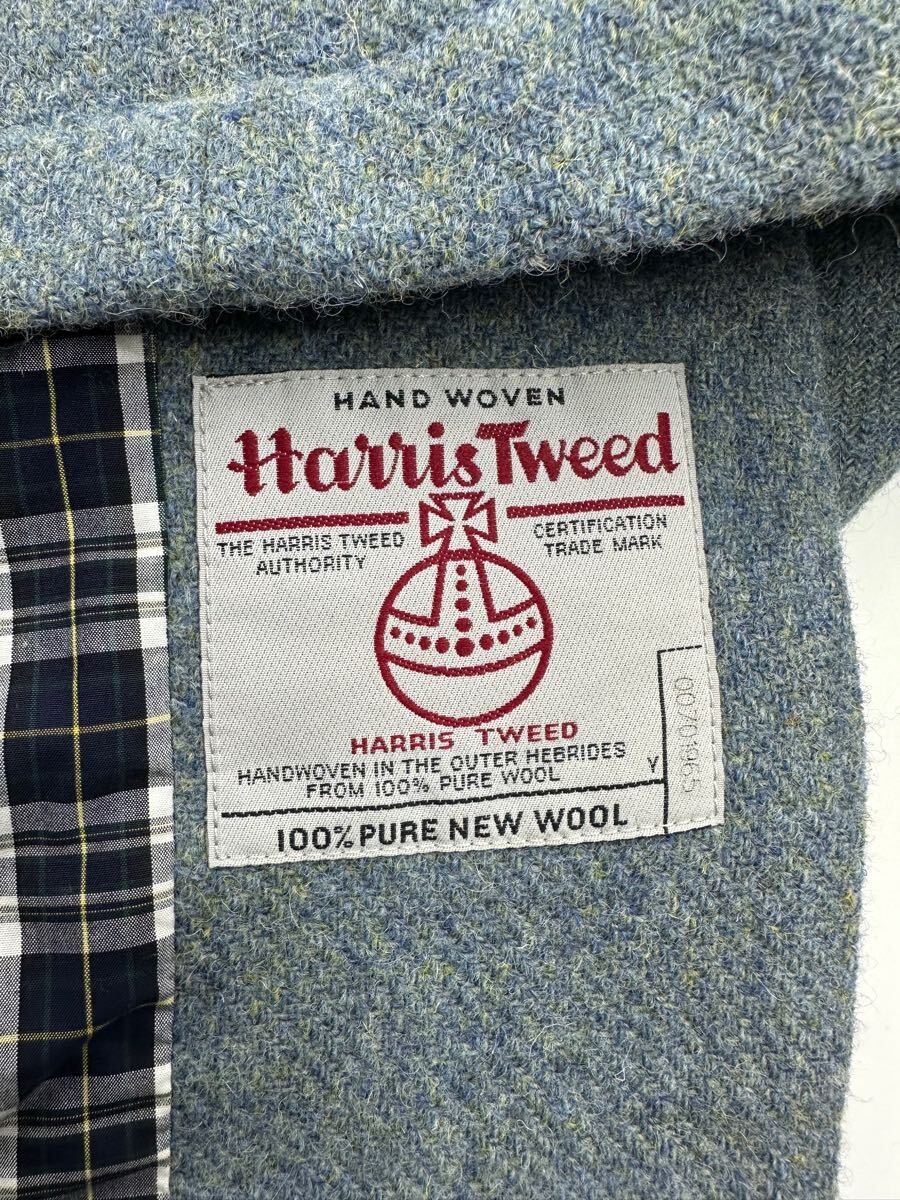 HAND WOVEN
Harris Tweed
THE HARRIS TWEED
AUTHORITY
CERTIFICATION
TRADE MARK
HARRIS TWEED
HANDWOVEN IN THE OUTER HEBRIDES
FROM 100% PURE WOOL
Y
100% PURE NEW WOOL